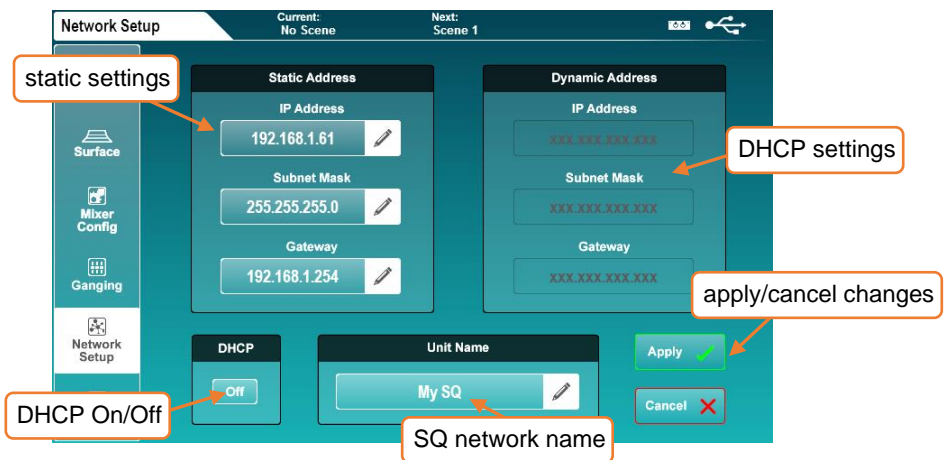 Network Setup
Current:
No Scene
Next:
Scene 1
static settings
Static Address
Dynamic Address
IP Address
192.168.1.61
IP Address
xxx.xxx.xxx.xxx
DHCP settings
Surface
Subnet Mask
255.255.255.0
Subnet Mask
xxx.xxx.xxx.xxx
Mixer
Config
Gateway
192.168.1.254
Gateway
xxx.xxx.xxx.xxx
Ganging
apply/cancel changes
Network
Setup
DHCP
Off
Unit Name
My SQ
Apply
Cancel
DHCP On/Off
SQ network name